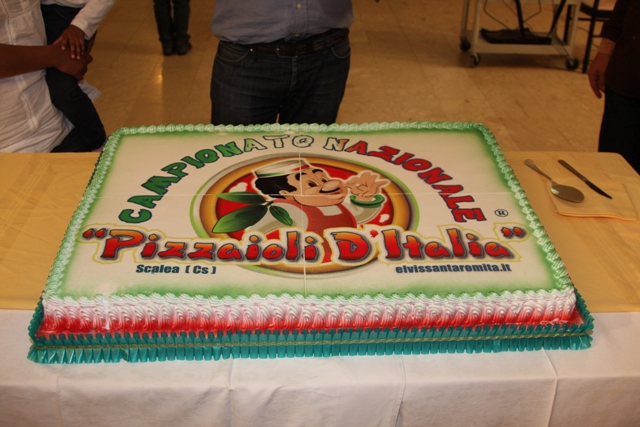 CAMPIONATO NAZIONALE
®
"Pizzaioli D'Italia"
Scalea (Cs) elvissantaromita.it